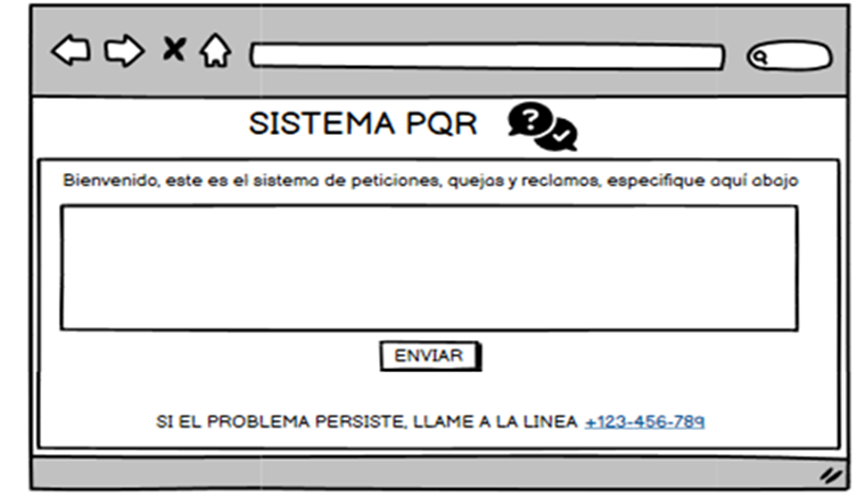 SISTEMA PQR
Bienvenido, este es el sistema de peticiones, quejas y reclamos, especifique aquí abajo
ENVIAR
SI EL PROBLEMA PERSISTE, LLAME A LA LINEA +123-456-789